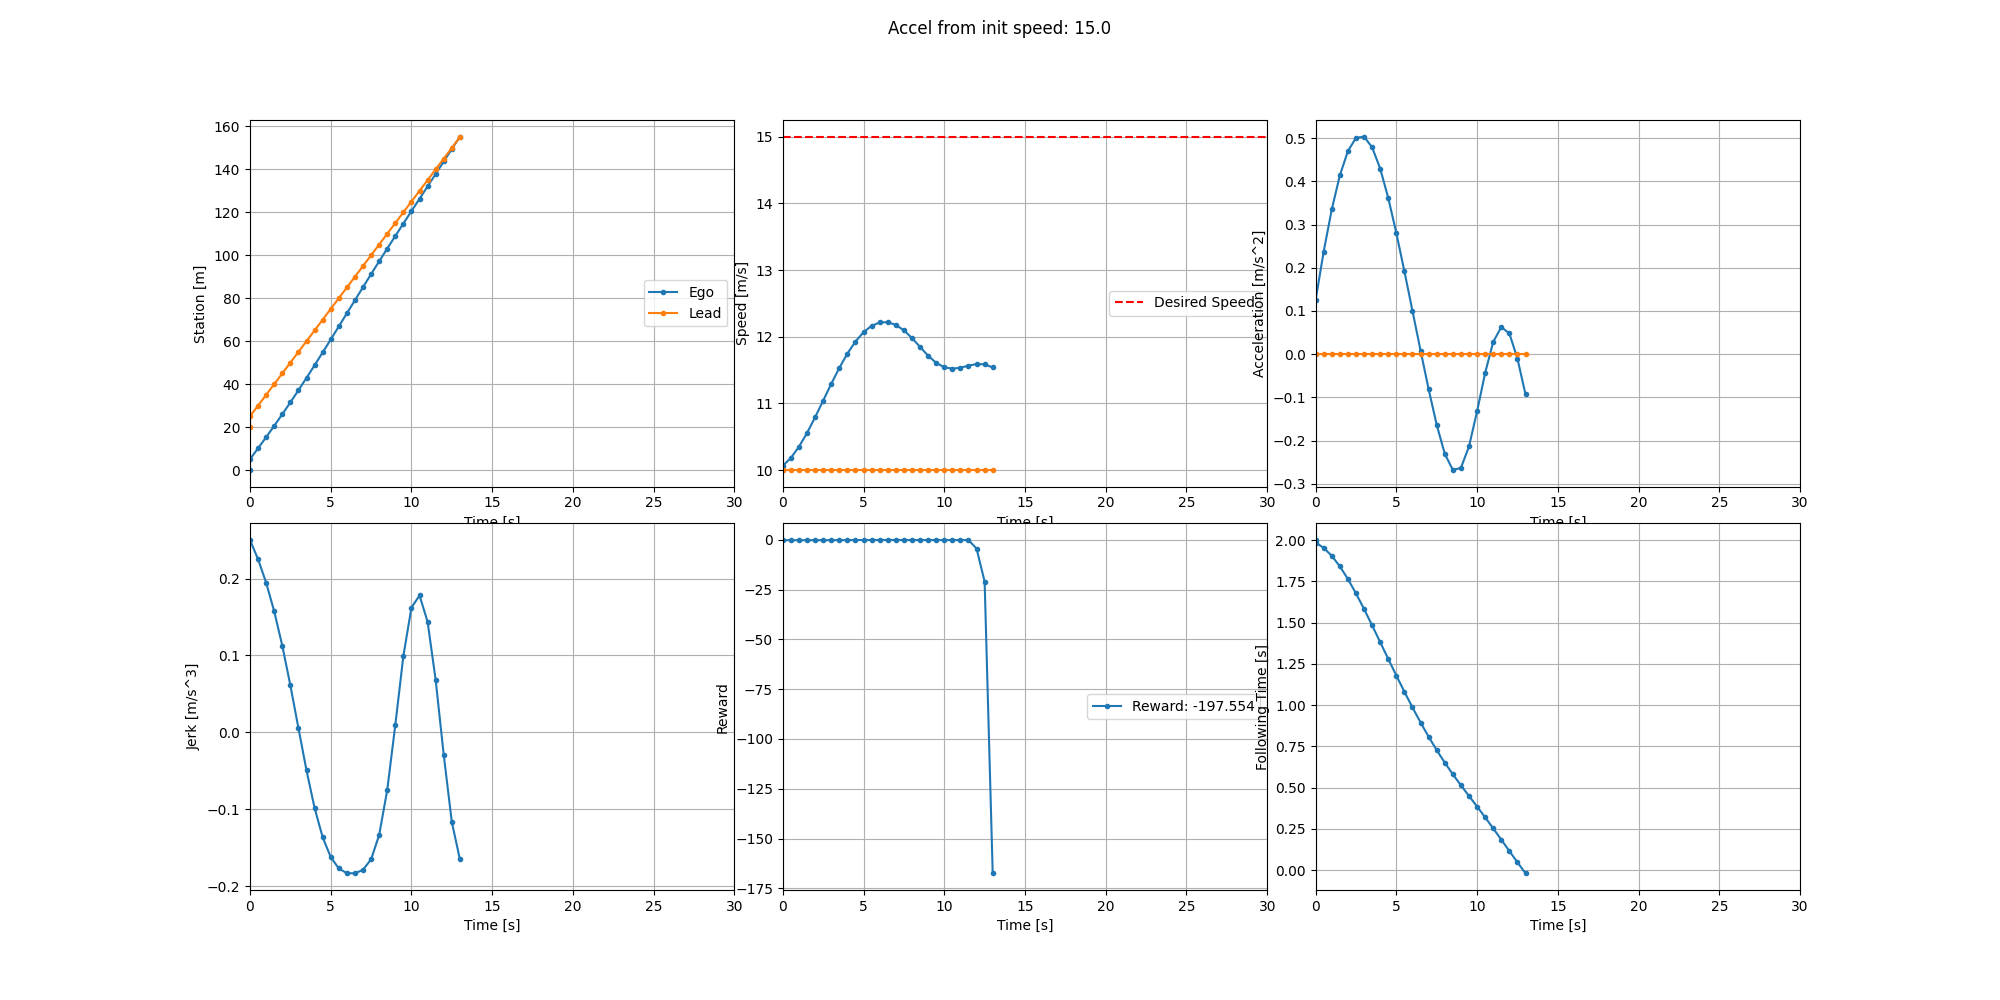 Accel from init speed: 15.0
160
140
120
100
80
60
40
20
0
Station [m]
0 5 10 15 20 25 30
Time [s]
Ego
Lead
15
14
13
12
11
10
Speed [m/s]
0 5 10 15 20 25 30
Time [s]
Desired Speed
0.5
0.4
0.3
0.2
0.1
0.0
−0.1
−0.2
−0.3
Acceleration [m/s^2]
0 5 10 15 20 25 30
Time [s]
0.2
0.1
0.0
−0.1
−0.2
Jerk [m/s^3]
0 5 10 15 20 25 30
Time [s]
0
−25
−50
−75
−100
−125
−150
−175
Reward
0 5 10 15 20 25 30
Time [s]
Reward: -197.554
2.00
1.75
1.50
1.25
1.00
0.75
0.50
0.25
0.00
Following Time [s]
0 5 10 15 20 25 30
Time [s]